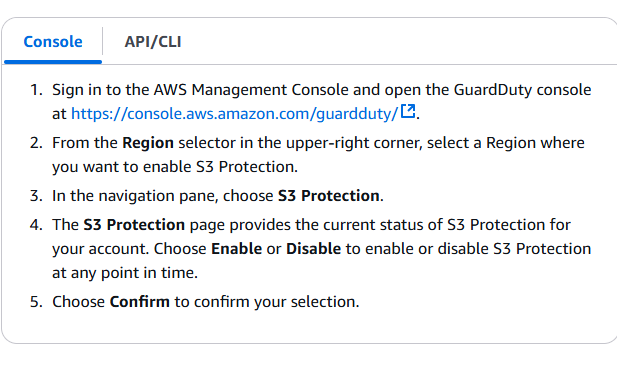 Console API/CLI
1. Sign in to the AWS Management Console and open the GuardDuty console
at https://console.aws.amazon.com/guardduty/.
2. From the Region selector in the upper-right corner, select a Region where
you want to enable S3 Protection.
3. In the navigation pane, choose S3 Protection.
4. The S3 Protection page provides the current status of S3 Protection for
your account. Choose Enable or Disable to enable or disable S3 Protection
at any point in time.
5. Choose Confirm to confirm your selection.